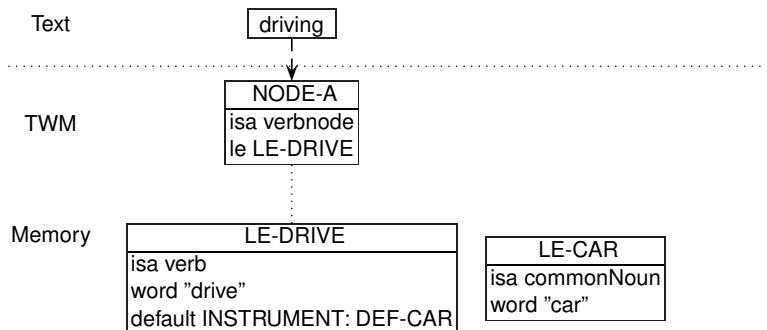 Text
driving
NODE-A
TWM
isa verbnode
le LE-DRIVE
Memory
LE-DRIVE
isa verb
word ”drive”
default INSTRUMENT: DEF-CAR
LE-CAR
isa commonNoun
word ”car”